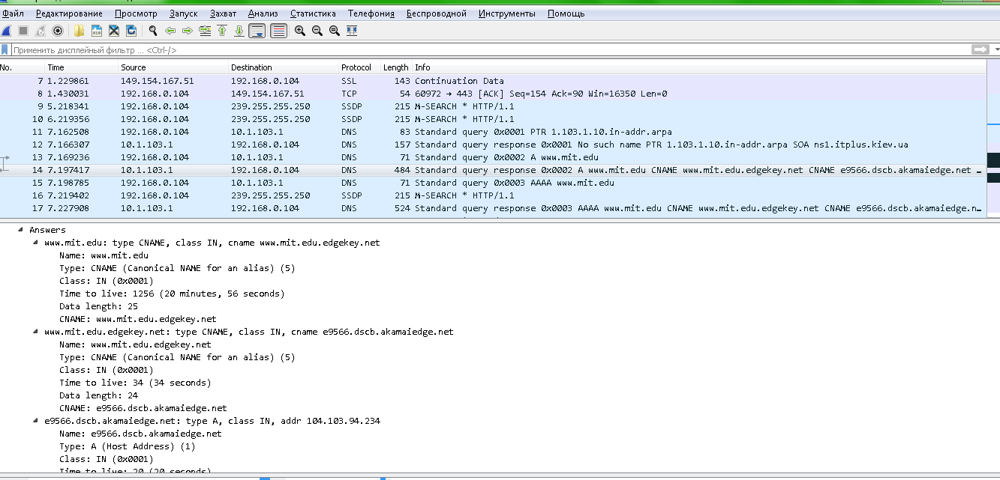 Файл Редактирование Просмотр Запуск Захват Анализ Статистика Телефония Беспроводной Инструменты Помощь
Применить дисплейный фильтр ... <Ctrl-/>
No. Time Source Destination Protocol Length Info
7 1.229861 149.154.167.51 192.168.0.104 SSL 143 Continuation Data
8 1.430031 192.168.0.104 149.154.167.51 TCP 54 60972 → 443 [ACK] Seq=154 Ack=90 Win=16350 Len=0
9 5.218341 192.168.0.104 239.255.255.250 SSDP 215 M-SEARCH * HTTP/1.1
10 6.219356 192.168.0.104 239.255.255.250 SSDP 215 M-SEARCH * HTTP/1.1
11 7.162508 192.168.0.104 10.1.103.1 DNS 83 Standard query 0x0001 PTR 1.103.1.10.in-addr.arpa
12 7.166307 10.1.103.1 192.168.0.104 DNS 157 Standard query response 0x0001 No such name PTR 1.103.1.10.in-addr.arpa SOA ns1.itplus.kiev.ua
13 7.169236 192.168.0.104 10.1.103.1 DNS 71 Standard query 0x0002 A www.mit.edu
14 7.197417 10.1.103.1 192.168.0.104 DNS 484 Standard query response 0x0002 A www.mit.edu CNAME www.mit.edu.edgekey.net CNAME e9566.dscb.akamaiedge.net …
15 7.198785 192.168.0.104 10.1.103.1 DNS 71 Standard query 0x0003 AAAA www.mit.edu
16 7.219402 192.168.0.104 239.255.255.250 SSDP 215 M-SEARCH * HTTP/1.1
17 7.227908 10.1.103.1 192.168.0.104 DNS 524 Standard query response 0x0003 AAAA www.mit.edu CNAME www.mit.edu.edgekey.net CNAME e9566.dscb.akamaiedge.n…
Answers
www.mit.edu: type CNAME, class IN, cname www.mit.edu.edgekey.net
Name: www.mit.edu
Type: CNAME (Canonical NAME for an alias) (5)
Class: IN (0x0001)
Time to live: 1256 (20 minutes, 56 seconds)
Data length: 25
CNAME: www.mit.edu.edgekey.net
www.mit.edu.edgekey.net: type CNAME, class IN, cname e9566.dscb.akamaiedge.net
Name: www.mit.edu.edgekey.net
Type: CNAME (Canonical NAME for an alias) (5)
Class: IN (0x0001)
Time to live: 34 (34 seconds)
Data length: 24
CNAME: e9566.dscb.akamaiedge.net
e9566.dscb.akamaiedge.net: type A, class IN, addr 104.103.94.234
Name: e9566.dscb.akamaiedge.net
Type: A (Host Address) (1)
Class: IN (0x0001)
Time to live: 20 (20 seconds)